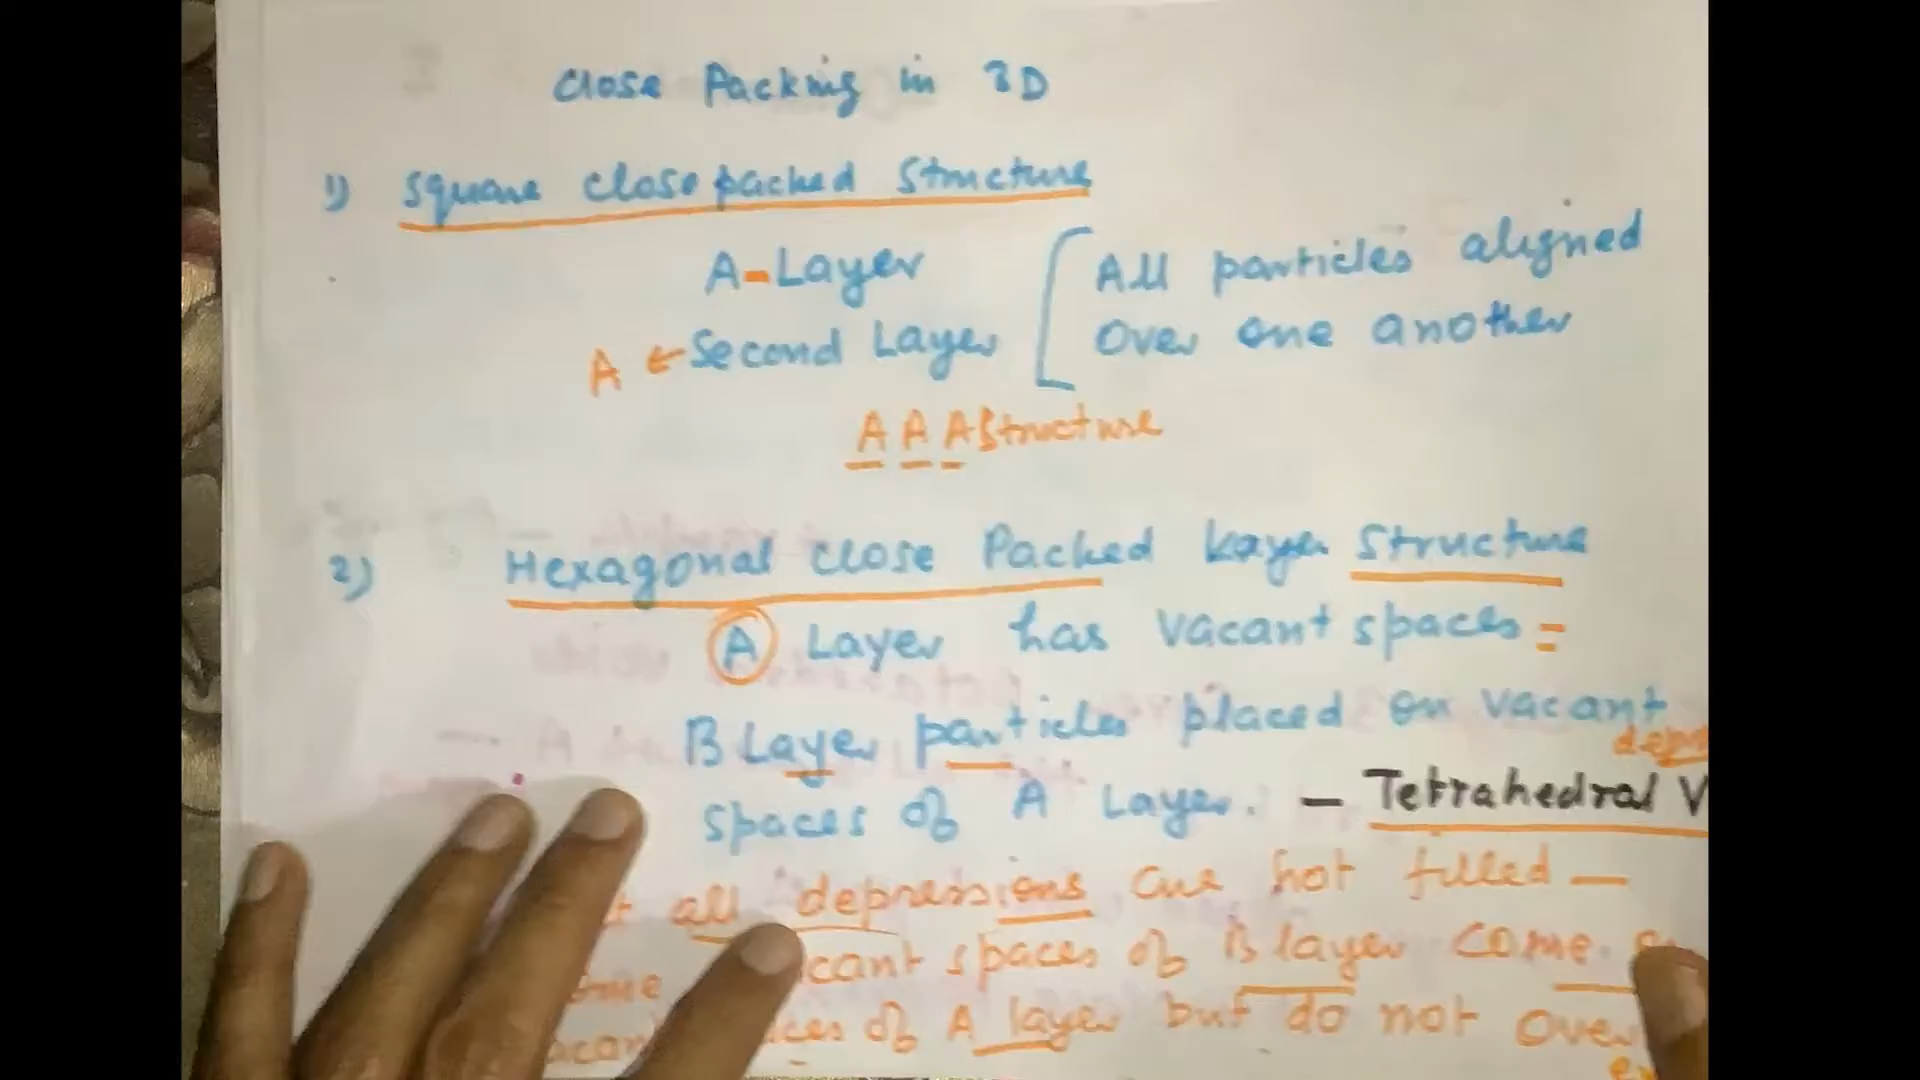 Close Packing in 3D
1) Square close packed Structure
A-Layer
All particles aligned
A ← Second Layer
Over one another
A A A Structure
2) Hexagonal close Packed Layer Structure
A Layer has vacant spaces =
B Layer particles placed on vacant
spaces of A Layer. — Tetrahedral V
all depressions are not filled —
spaces of B layer come
of A layer but do not Over